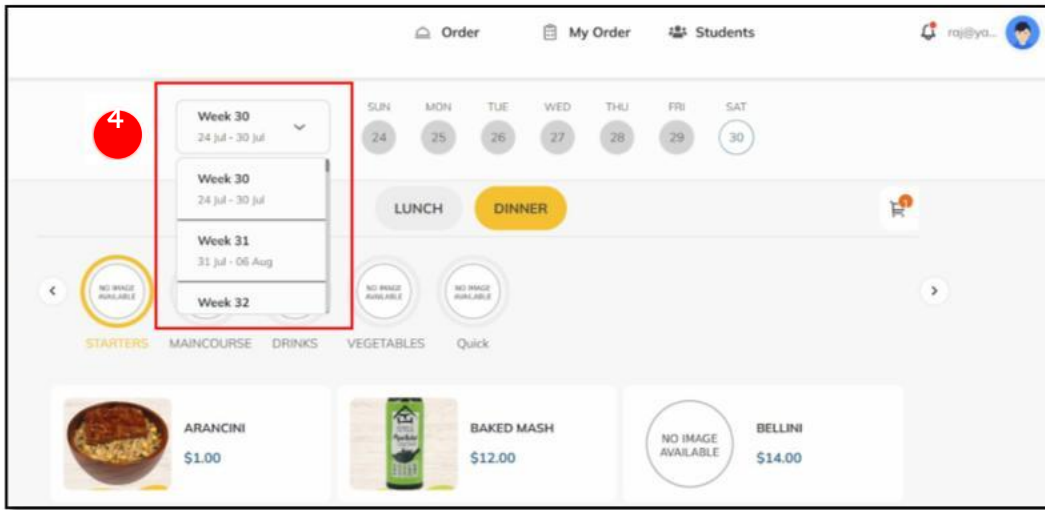 Order My Order Students raj@ya...
4
Week 30
24 Jul - 30 Jul
SUN MON TUE WED THU FRI SAT
24 25 26 27 28 29 30
Week 30
24 Jul - 30 Jul
Week 31
31 Jul - 06 Aug
Week 32
LUNCH DINNER
1
NO IMAGE AVAILABLE
NO IMAGE AVAILABLE
NO IMAGE AVAILABLE
STARTERS MAINCOURSE DRINKS VEGETABLES Quick
ARANCINI
$1.00
BAKED MASH
$12.00
NO IMAGE
AVAILABLE
BELLINI
$14.00